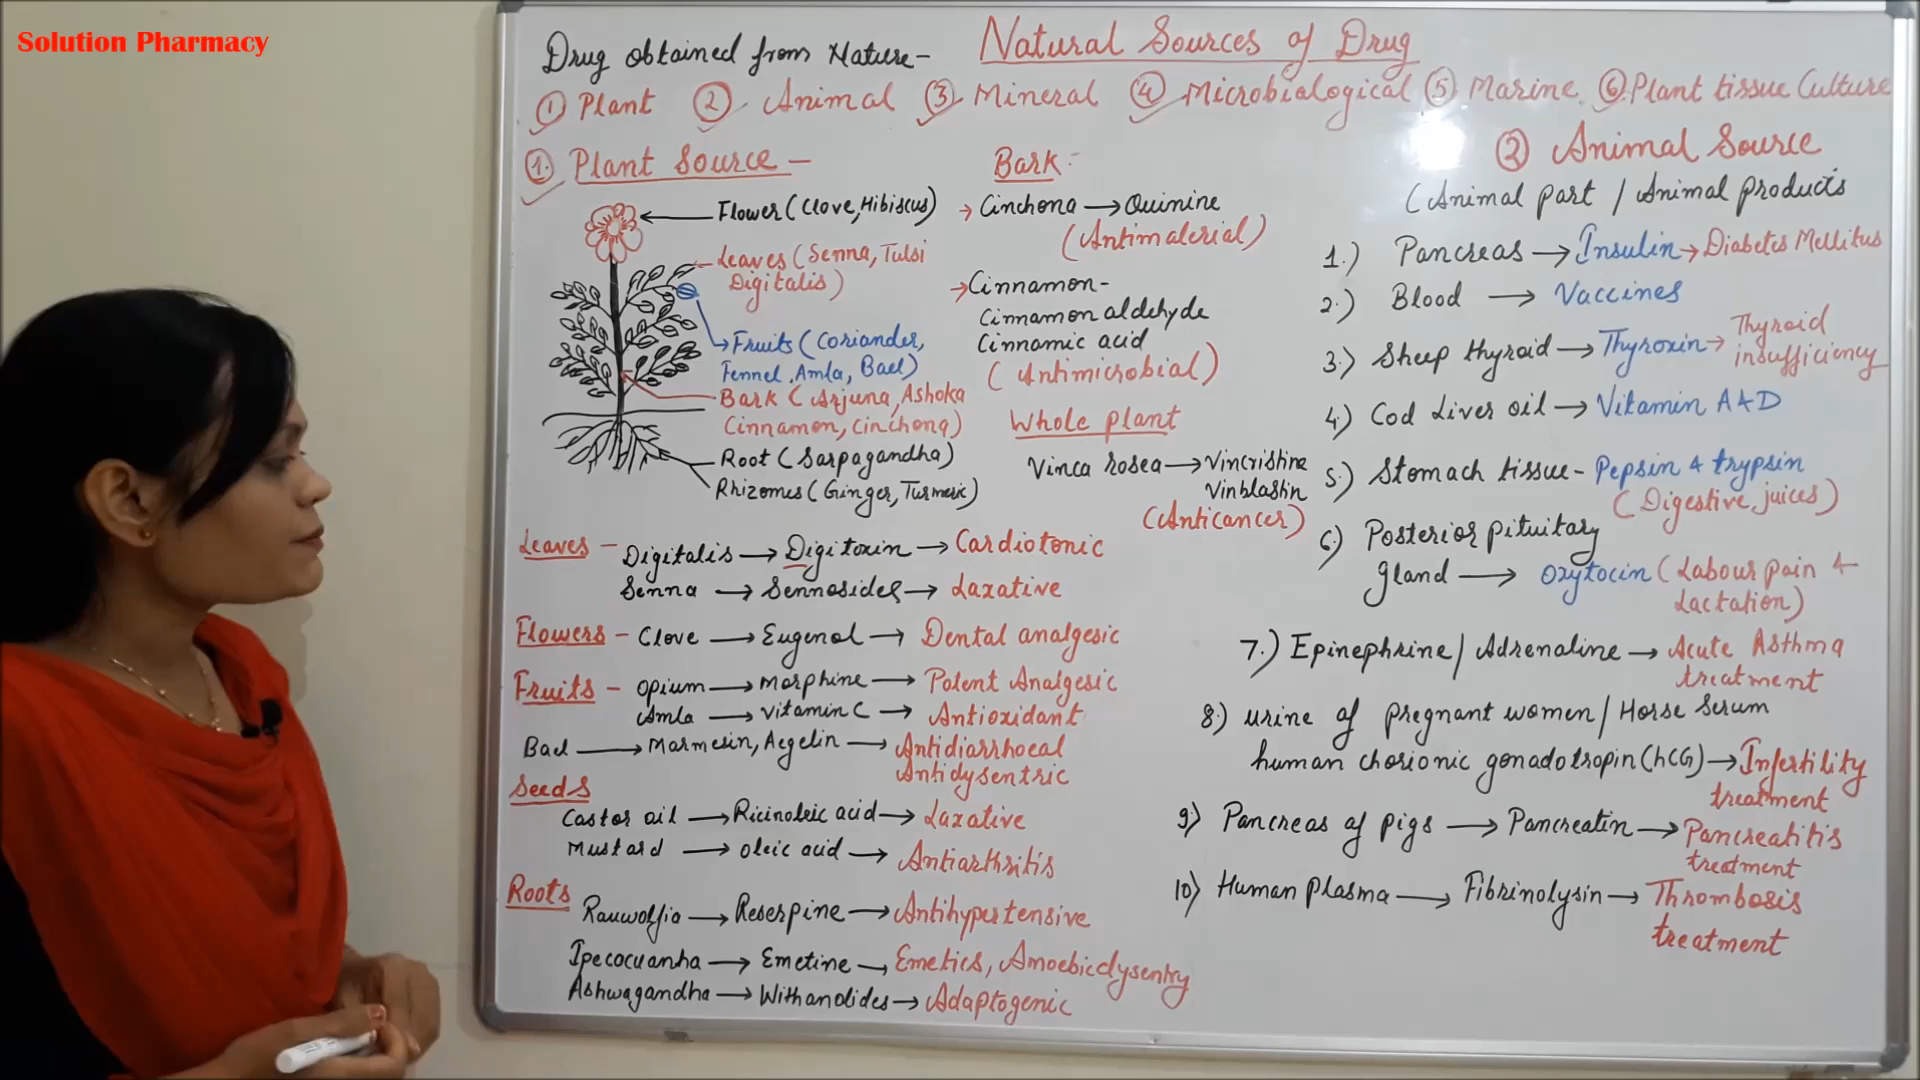 Solution Pharmacy
Natural Sources of Drug
Drug obtained from Nature-
① Plant ② Animal ③ Mineral ④ Microbialogical ⑤ Marine ⑥ Plant tissue Culture
①. Plant Source -
Flower (Clove, Hibiscus)
Leaves (Senna, Tulsi
Digitalis)
Fruits (Coriander,
Fennel, Amla, Bael)
Bark (Arjuna, Ashoka
Cinnamon, Cinchona)
Root (Sarpagandha)
Rhizomes (Ginger, Turmeric)
Bark -
→ Cinchona → Quinine
(Antimalerial)
→ Cinnamon-
Cinnamon aldehyde
Cinnamic acid
(Antimicrobial)
Whole plant
Vinca rosea → Vincristine
Vinblastin
(Anticancer)
Leaves - Digitalis → Digitoxin → Cardiotonic
Senna → Sennosides → Laxative
Flowers - Clove → Eugenol → Dental analgesic
Fruits - Opium → Morphine → Potent Analgesic
Amla → Vitamin C → Antioxidant
Bael → Marmesin, Aegelin → Antidiarrhoeal
Antidysentric
Seeds
Castor oil → Ricinoleic acid → Laxative
Mustard → oleic acid → Antiarthritis
Roots
Rauwolfia → Reserpine → Antihypertensive
Ipecocuanha → Emetine → Emetics, Amoebic dysentry
Ashwagandha → Withanolides → Adaptogenic
② Animal Source
(Animal part / Animal products
1.) Pancreas → Insulin → Diabetes Mellitus
2.) Blood → Vaccines
3.) Sheep thyroid → Thyroxin → Thyroid
insufficiency
4.) Cod Liver oil → Vitamin A & D
5.) Stomach tissue - Pepsin & trypsin
(Digestive juices)
6.) Posterior pituitary
gland → Oxytocin (Labour pain &
Lactation)
7.) Epinephrine / Adrenaline → Acute Asthma
treatment
8.) urine of pregnant women / Horse Serum
human chorionic gonadotropin (hCG) → Infertility
treatment
9.) Pancreas of pigs → Pancreatin → Pancreatitis
treatment
10) Human Plasma → Fibrinolysin → Thrombosis
treatment